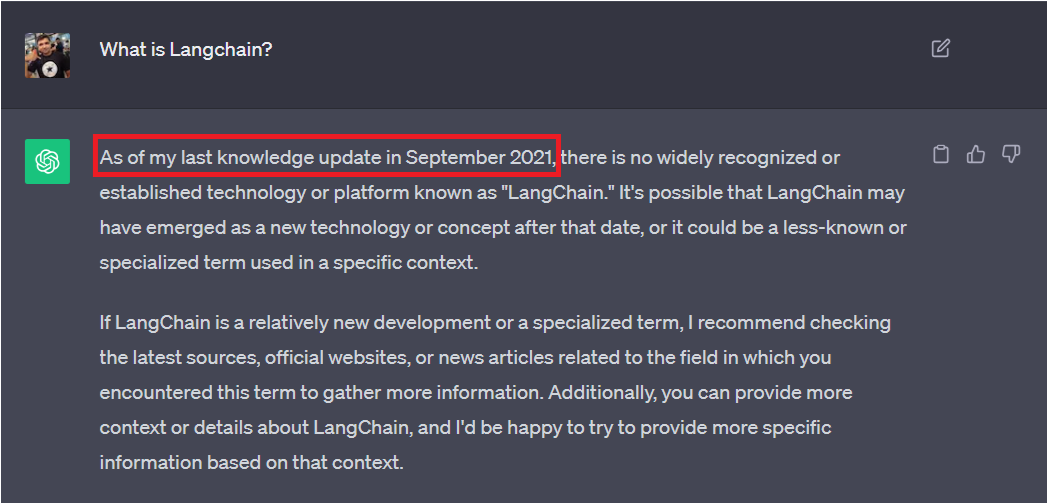 What is Langchain?
As of my last knowledge update in September 2021, there is no widely recognized or
established technology or platform known as "LangChain." It's possible that LangChain may
have emerged as a new technology or concept after that date, or it could be a less-known or
specialized term used in a specific context.
If LangChain is a relatively new development or a specialized term, I recommend checking
the latest sources, official websites, or news articles related to the field in which you
encountered this term to gather more information. Additionally, you can provide more
context or details about LangChain, and I'd be happy to try to provide more specific
information based on that context.